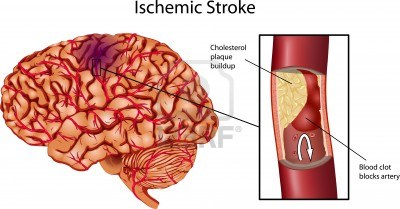 Ischemic Stroke
Cholesterol
plaque
buildup
Blood clot
blocks artery